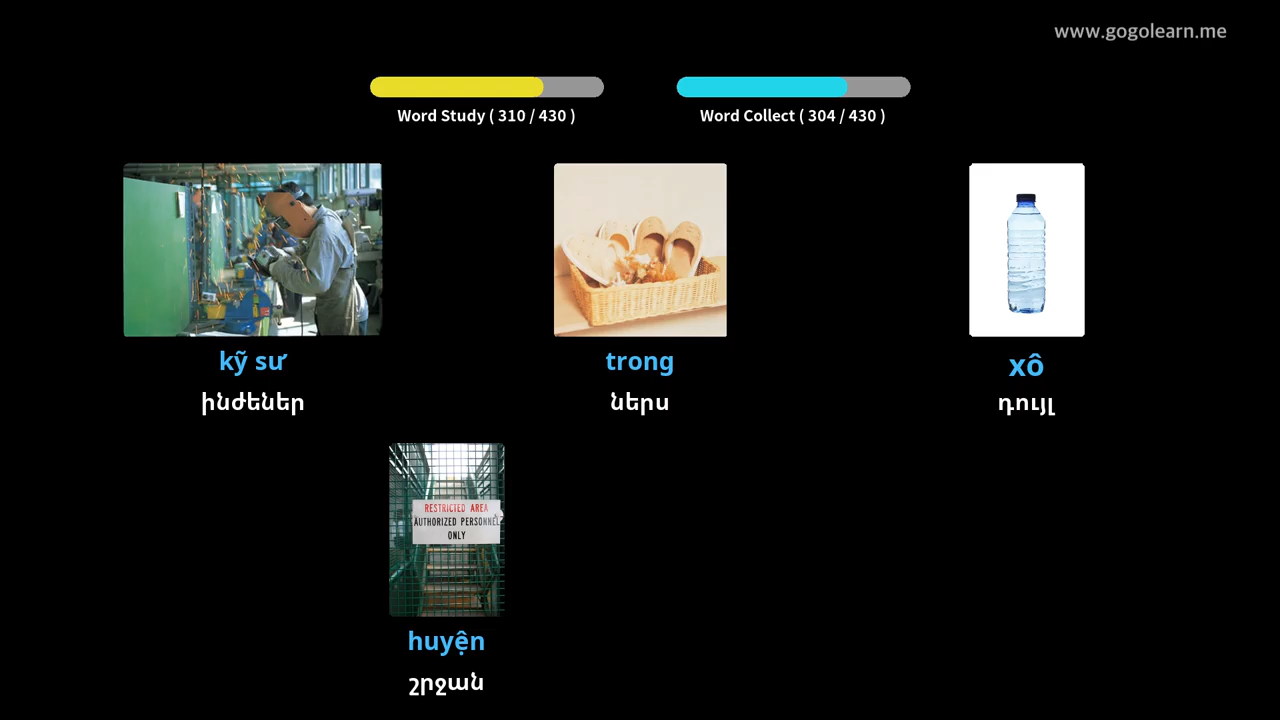 www.gogolearn.me
Word Study ( 310 / 430 )
Word Collect ( 304 / 430 )
kỹ sư
ինժեներ
trong
ներս
xô
դույլ
RESTRICTED AREA
AUTHORIZED PERSONNEL
ONLY
huyện
շրջան